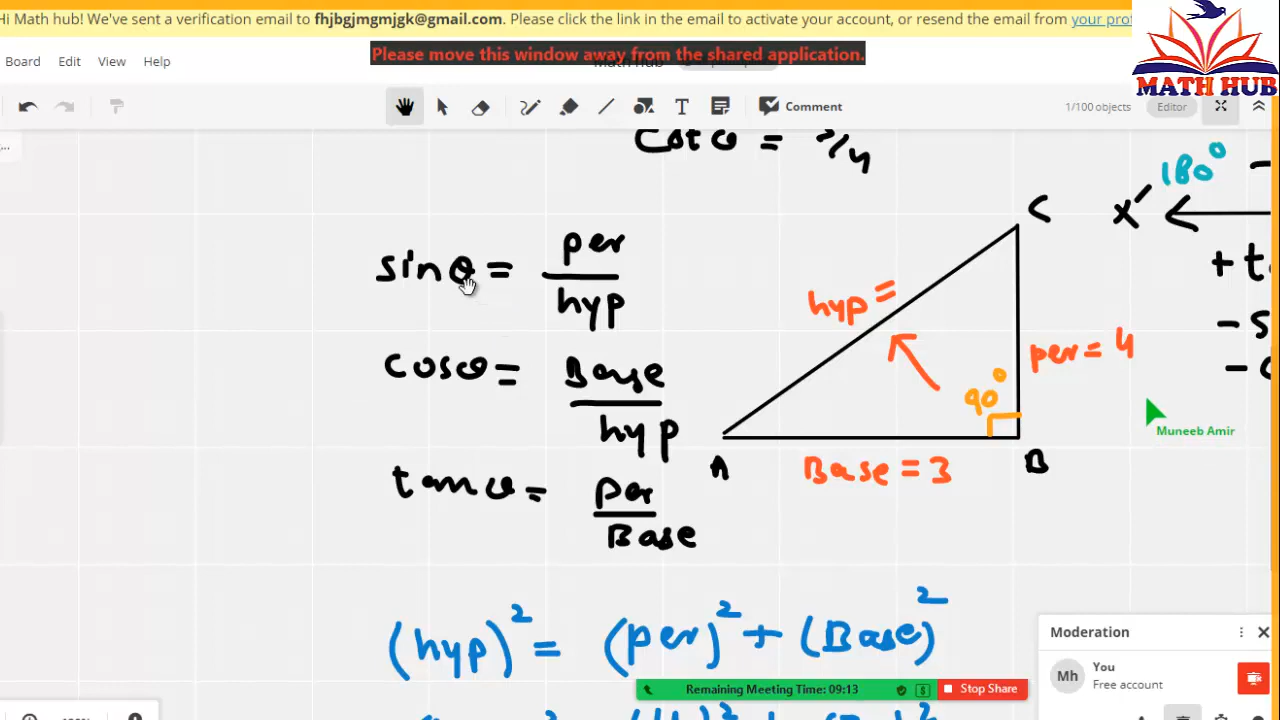 Hi Math hub! We've sent a verification email to fhjbgjmgmjgk@gmail.com. Please click the link in the email to activate your account, or resend the email from your prof
Please move this window away from the shared application.
MATH HUB
Board Edit View Help
Comment
1/100 objects
Editor
cot θ = 3/4
180°
C
X'
sinθ = per/hyp
hyp =
+ t
- s
cosθ = Base/hyp
per = 4
- c
90°
Muneeb Amir
A
Base = 3
B
tanθ = per/Base
(hyp)² = (per)² + (Base)²
Moderation
Mh
You
Free account
Remaining Meeting Time: 09:13
Stop Share